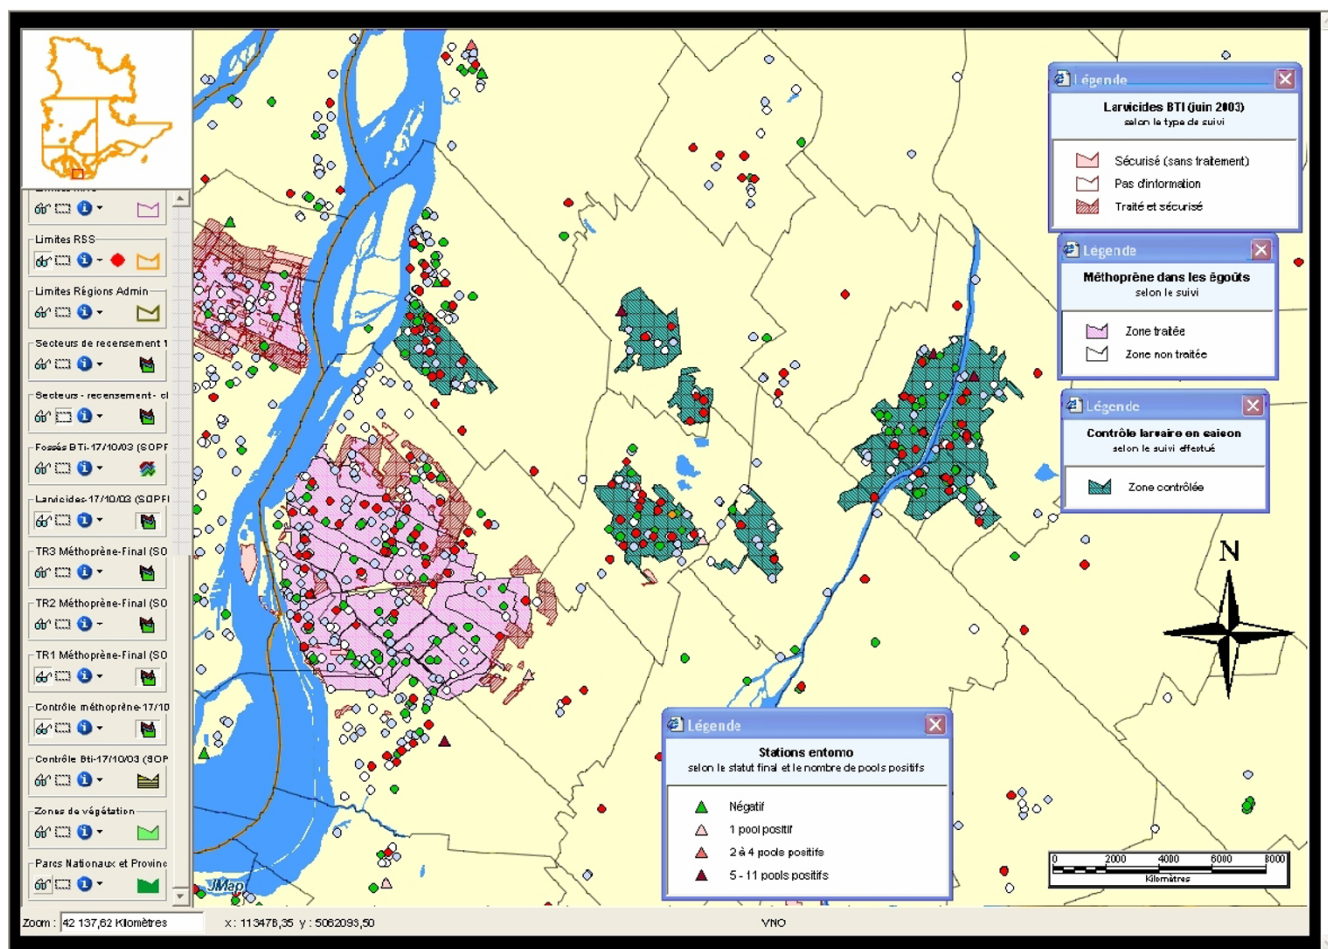 Limites RSS
Limites Régions Admin
Secteurs de recensement 1
Secteurs - recensement - cl
Fossés BTi-17/10/03 (SOPF
Larvicides-17/10/03 (SOPFI
TR3 Méthoprène-Final (SO
TR2 Méthoprène-Final (SO
TR1 Méthoprène-Final (SO
Contrôle méthoprène-17/10
Contrôle Bti-17/10/03 (SOP
Zones de végétation
Parcs Nationaux et Provinc
Zoom : 42 137,62 Kilomètres
x : 113478,35 y : 5062093,50
VNO
JMap
Légende
Larvicides BTI (juin 2003)
selon le type de suivi
Sécurisé (sans traitement)
Pas d'information
Traité et sécurisé
Légende
Méthoprène dans les égoûts
selon le suivi
Zone traitée
Zone non traitée
Légende
Contrôle larvaire en saison
selon le suivi effectué
Zone contrôlée
N
Légende
Stations entomo
selon le statut final et le nombre de pools positifs
Négatif
1 pool positif
2 à 4 pools positifs
5 - 11 pools positifs
0 2000 4000 6000 8000
Kilomètres